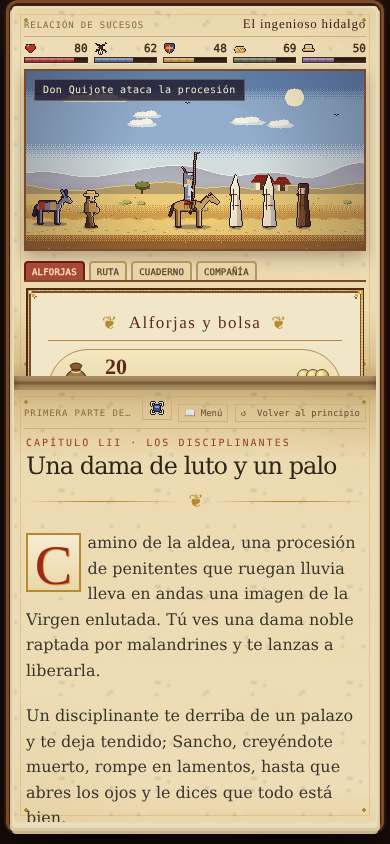 RELACIÓN DE SUCESOS
El ingenioso hidalgo
80 62 48 69 50
Don Quijote ataca la procesión
ALFORJAS RUTA CUADERNO COMPAÑÍA
Alforjas y bolsa
20
PRIMERA PARTE DE… Menú Volver al principio
CAPÍTULO LII · LOS DISCIPLINANTES
Una dama de luto y un palo
Camino de la aldea, una procesión
de penitentes que ruegan lluvia
lleva en andas una imagen de la
Virgen enlutada. Tú ves una dama noble
raptada por malandrines y te lanzas a
liberarla.
Un disciplinante te derriba de un palazo
y te deja tendido; Sancho, creyéndote
muerto, rompe en lamentos, hasta que
abres los ojos y le dices que todo está
bien.